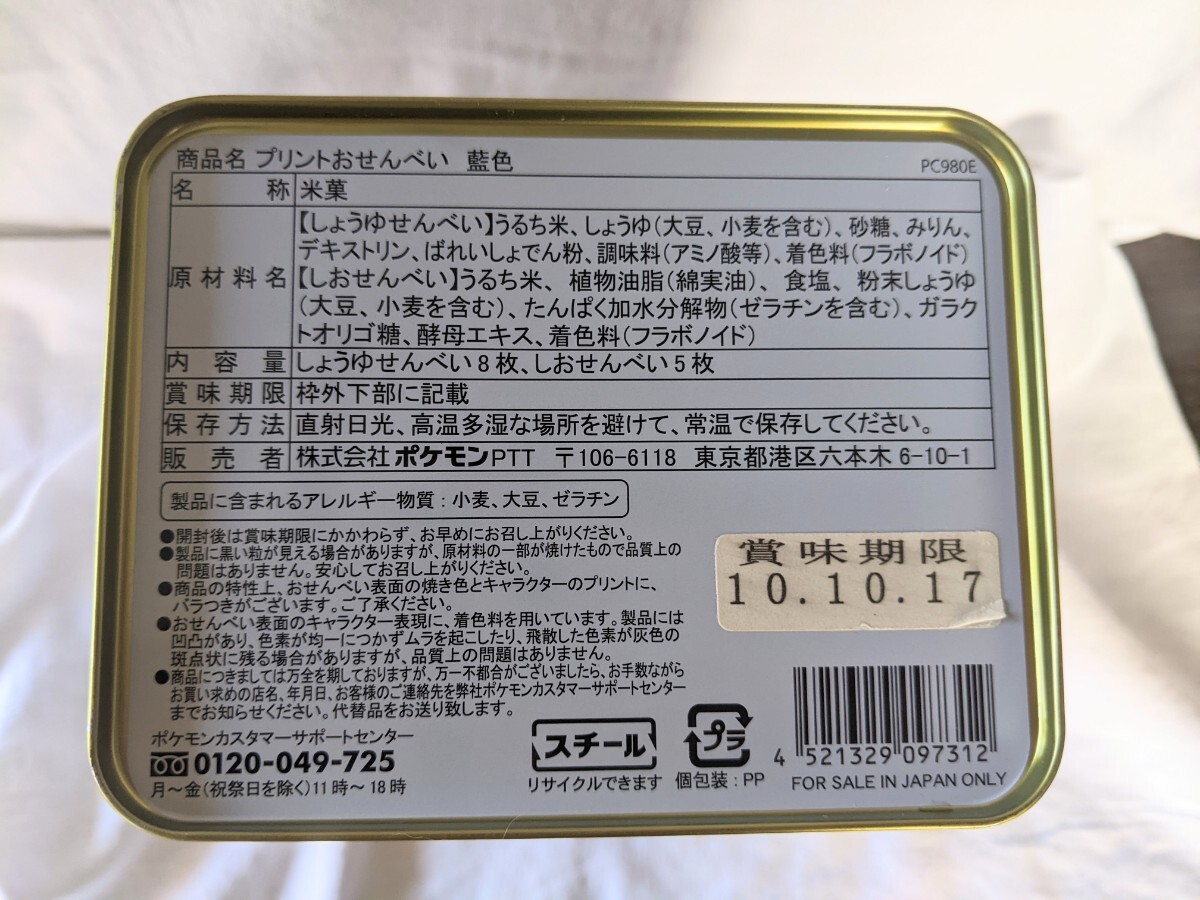 商品名 プリントおせんべい 藍色 PC980E
名称 米菓
【しょうゆせんべい】うるち米、しょうゆ(大豆、小麦を含む)、砂糖、みりん、
デキストリン、ばれいしょでん粉、調味料(アミノ酸等)、着色料(フラボノイド)
原材料名 【しおせんべい】うるち米、植物油脂(綿実油)、食塩、粉末しょうゆ
(大豆、小麦を含む)、たんぱく加水分解物(ゼラチンを含む)、ガラク
トオリゴ糖、酵母エキス、着色料(フラボノイド)
内容量 しょうゆせんべい8枚、しおせんべい5枚
賞味期限 枠外下部に記載
保存方法 直射日光、高温多湿な場所を避けて、常温で保存してください。
販売者 株式会社ポケモンPTT 〒106-6118 東京都港区六本木6-10-1
製品に含まれるアレルギー物質:小麦、大豆、ゼラチン
●開封後は賞味期限にかかわらず、お早めにお召し上がりください。
●製品に黒い粒が見える場合がありますが、原材料の一部が焼けたもので品質上の
問題はありません。安心してお召し上がりください。
●商品の特性上、おせんべい表面の焼き色とキャラクターのプリントに、
バラつきがございます。ご了承ください。
●おせんべい表面のキャラクター表現に、着色料を用いています。製品には
凹凸があり、色素が均一につかずムラを起こしたり、飛散した色素が灰色の
斑点状に残る場合がありますが、品質上の問題はありません。
●商品につきましては万全を期しておりますが、万一不都合がございましたら、お手数ながら
お買い求めの店名、年月日、お客様のご連絡先を弊社ポケモンカスタマーサポートセンター
までお知らせください。代替品をお送り致します。
ポケモンカスタマーサポートセンター
0120-049-725
月～金(祝祭日を除く)11時～18時
スチール
リサイクルできます
プラ
個包装:PP
賞味期限
10.10.17
4 521329 097312
FOR SALE IN JAPAN ONLY